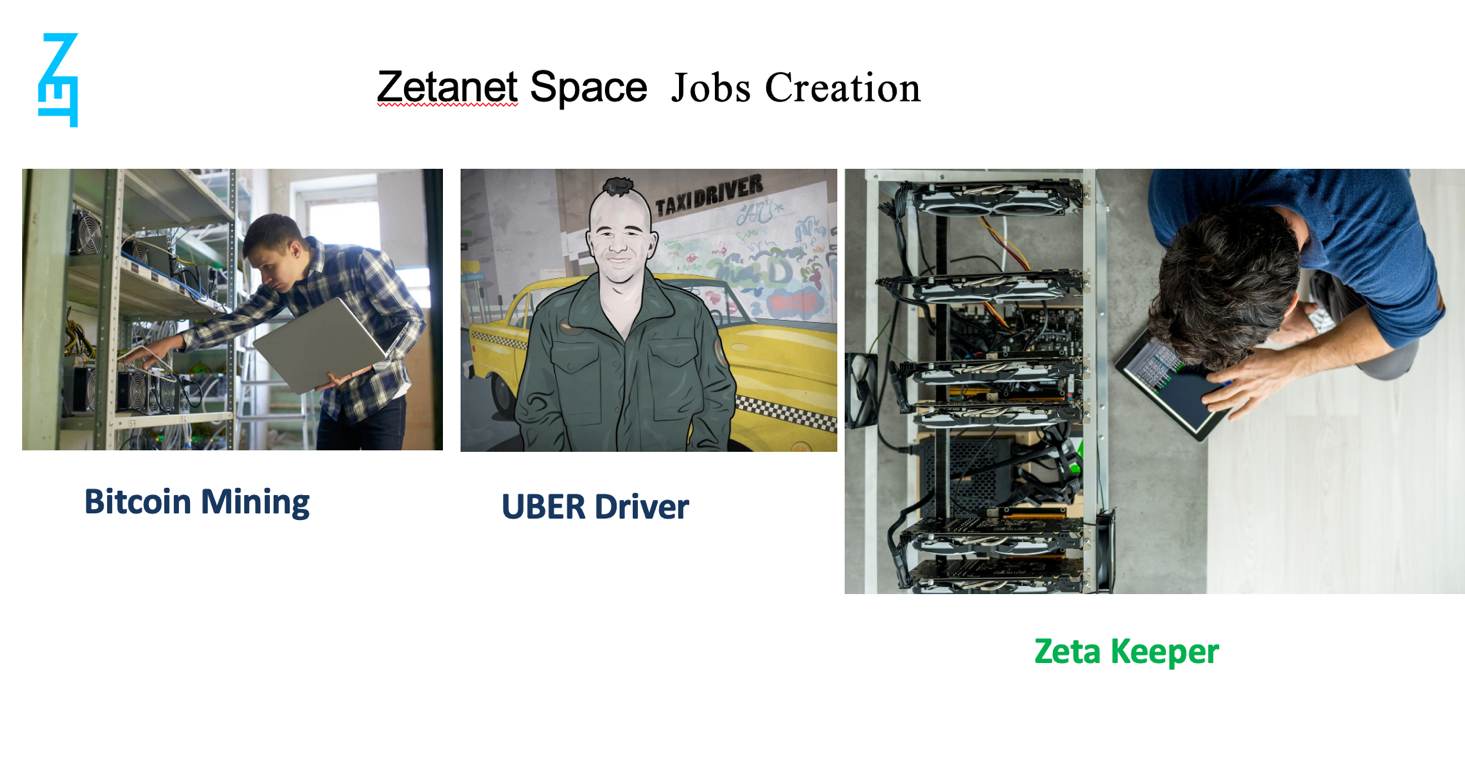 ZET
Zetanet Space Jobs Creation
TAXI DRIVER
Bitcoin Mining
UBER Driver
Zeta Keeper